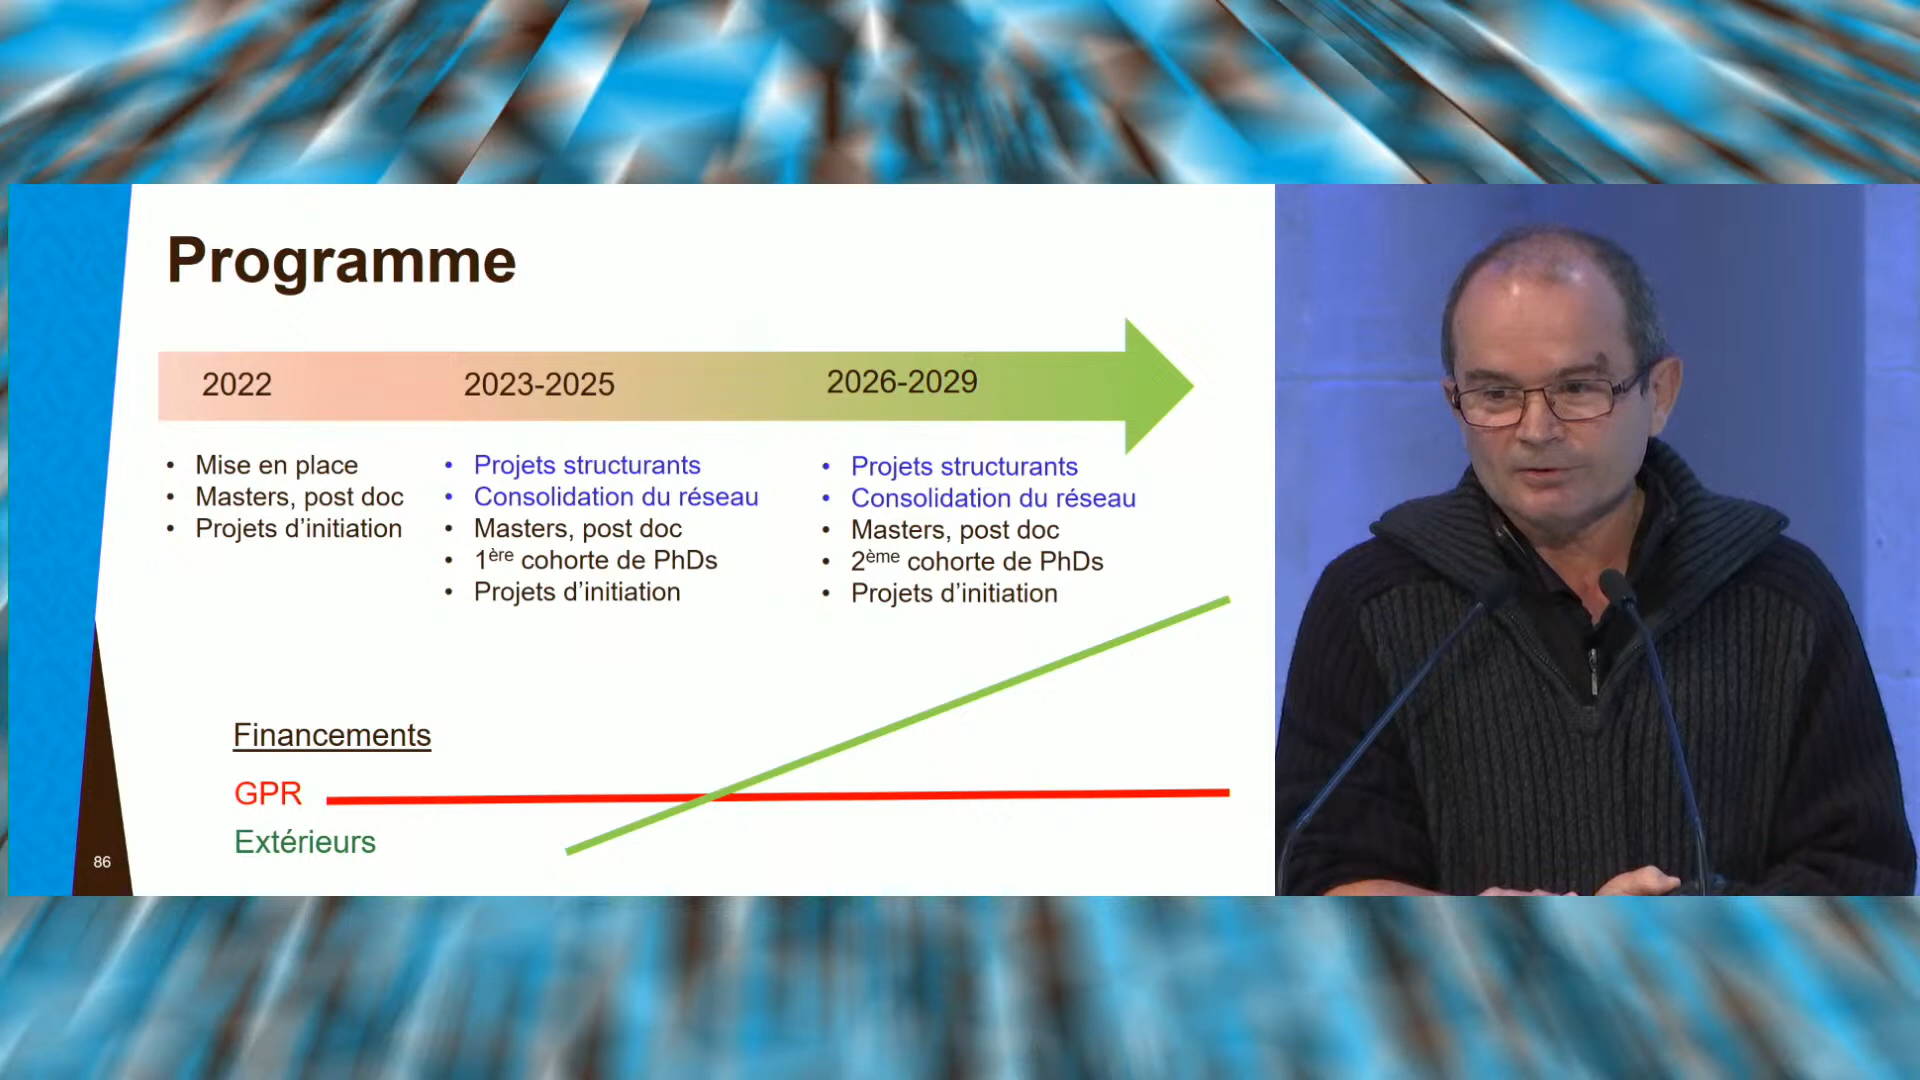 Programme
2022
2023-2025
2026-2029
• Mise en place
• Masters, post doc
• Projets d’initiation
• Projets structurants
• Consolidation du réseau
• Masters, post doc
• 1ère cohorte de PhDs
• Projets d’initiation
• Projets structurants
• Consolidation du réseau
• Masters, post doc
• 2ème cohorte de PhDs
• Projets d’initiation
Financements
GPR
Extérieurs
86